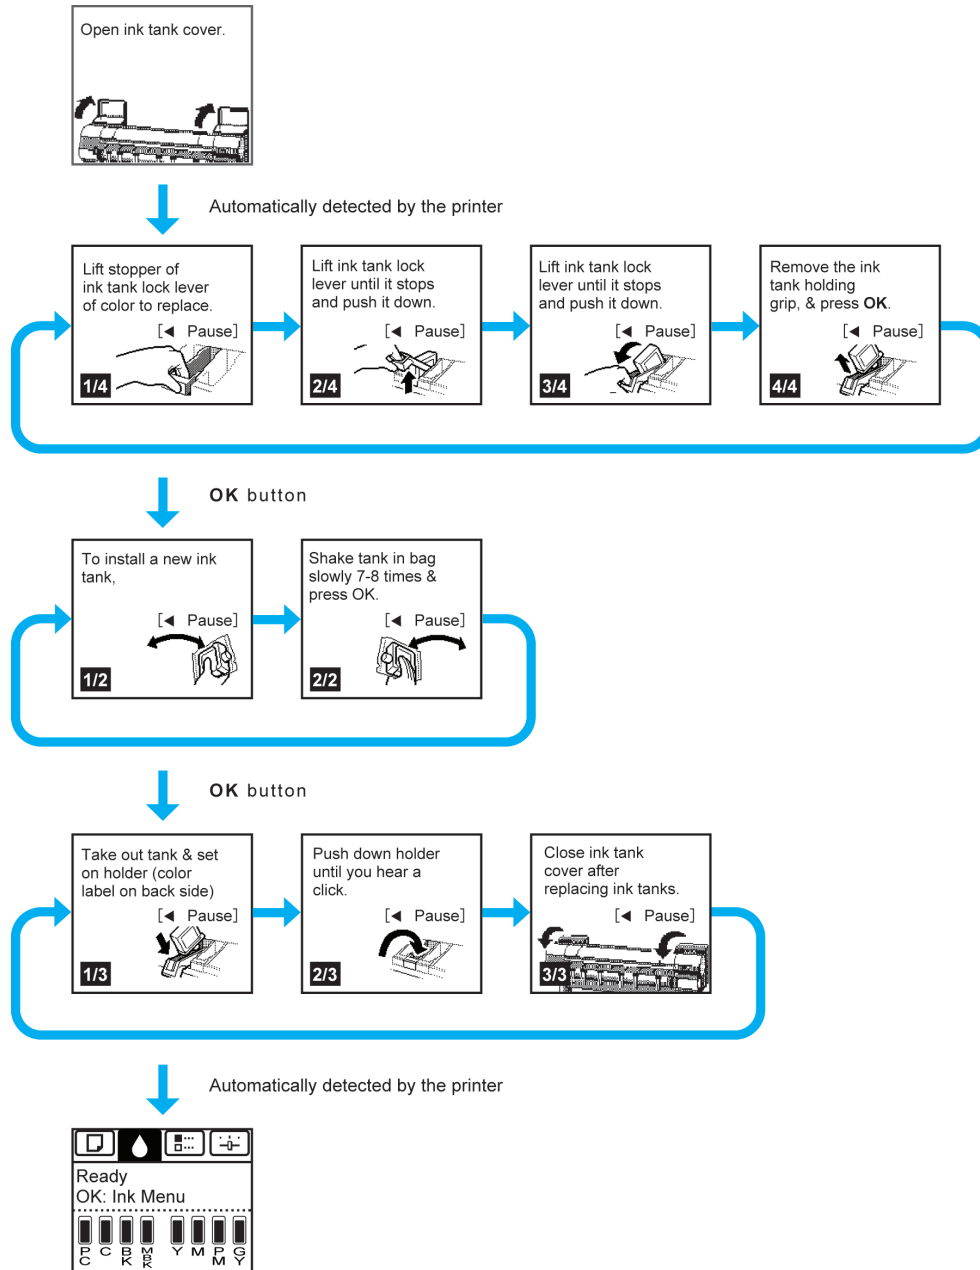 Open ink tank cover.
Automatically detected by the printer
Lift stopper of
ink tank lock lever
of color to replace.
[◀ Pause]
1/4
Lift ink tank lock
lever until it stops
and push it down.
[◀ Pause]
2/4
Lift ink tank lock
lever until it stops
and push it down.
[◀ Pause]
3/4
Remove the ink
tank holding
grip, & press OK.
[◀ Pause]
4/4
OK button
To install a new ink
tank,
[◀ Pause]
1/2
Shake tank in bag
slowly 7-8 times &
press OK.
[◀ Pause]
2/2
OK button
Take out tank & set
on holder (color
label on back side)
[◀ Pause]
1/3
Push down holder
until you hear a
click.
[◀ Pause]
2/3
Close ink tank
cover after
replacing ink tanks.
[◀ Pause]
3/3
Automatically detected by the printer
Ready
OK: Ink Menu
PC C BK MBK Y M PM GY